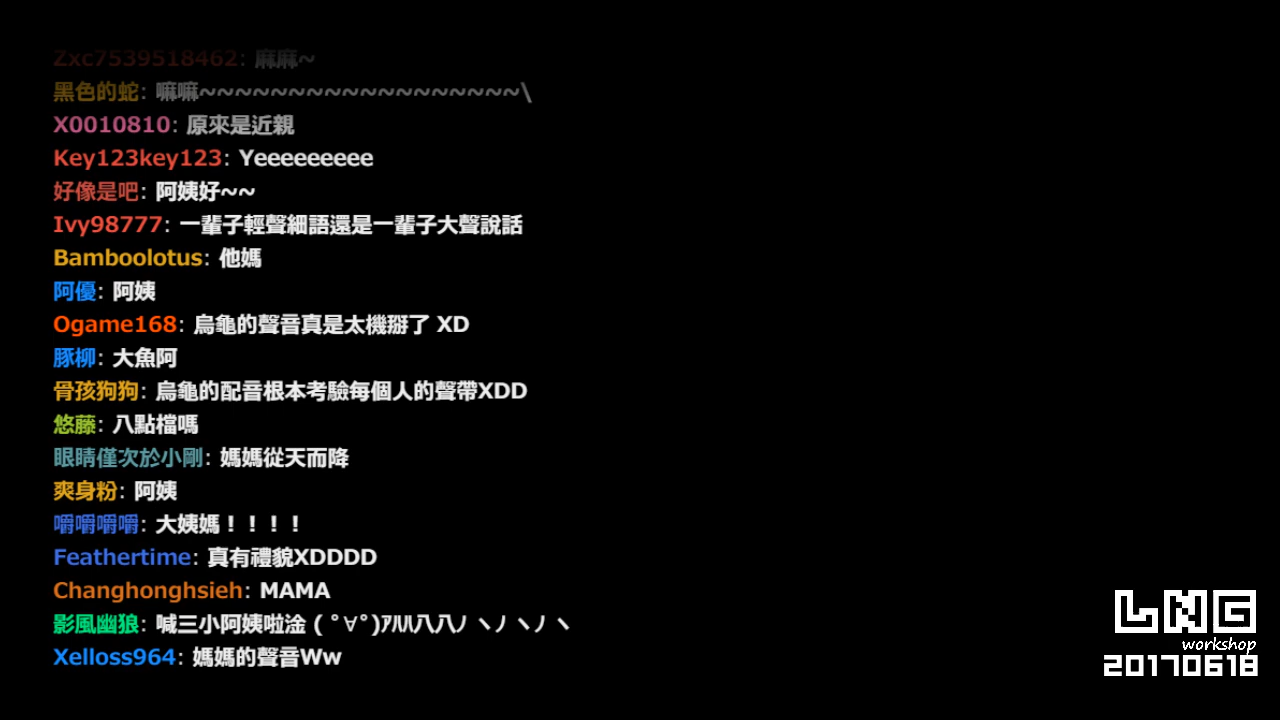 Zxc7539518462: 麻麻~
黑色的蛇: 嘛嘛~~~~~~~~~~~~~~~~~~\
X0010810: 原來是近親
Key123key123: Yeeeeeeeee
好像是吧: 阿姨好~~
Ivy98777: 一輩子輕聲細語還是一輩子大聲說話
Bamboolotus: 他媽
阿優: 阿姨
Ogame168: 烏龜的聲音真是太機掰了 XD
豚柳: 大魚阿
骨孩狗狗: 烏龜的配音根本考驗每個人的聲帶XDD
悠藤: 八點檔嗎
眼睛僅次於小剛: 媽媽從天而降
爽身粉: 阿姨
嚼嚼嚼嚼: 大姨媽！！！！
Feathertime: 真有禮貌XDDDD
Changhonghsieh: MAMA
影風幽狼: 喊三小阿姨啦淦 ( ﾟ∀ﾟ)ｱﾊﾊ八八ﾉヽﾉヽﾉヽ
Xelloss964: 媽媽的聲音Ww
LNG
workshop
20170618